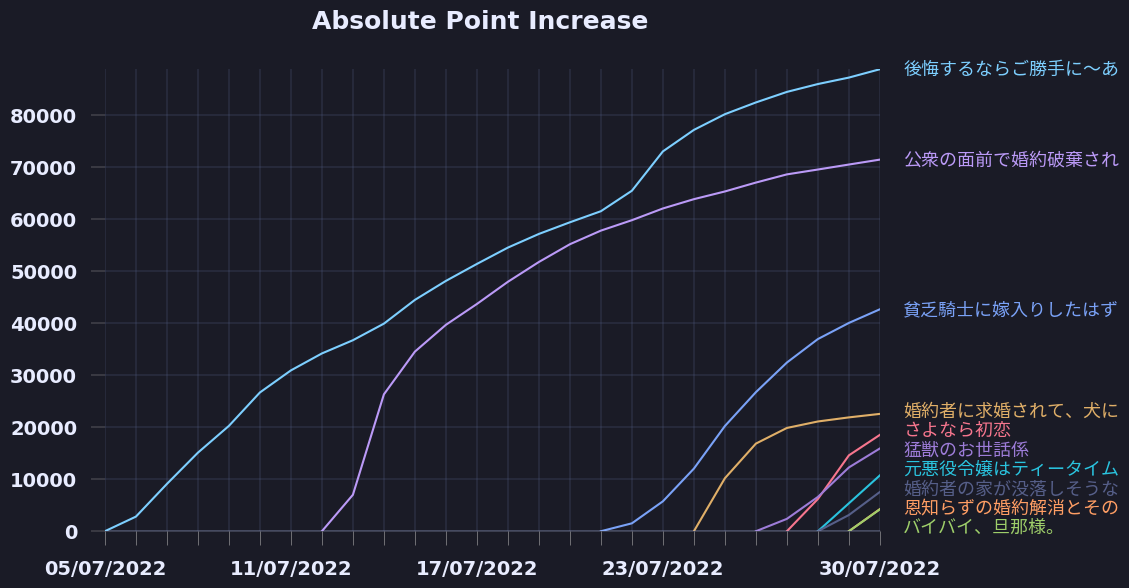 Absolute Point Increase
後悔するならご勝手に～あ
公衆の面前で婚約破棄され
貧乏騎士に嫁入りしたはず
婚約者に求婚されて、犬に
さよなら初恋
猛獣のお世話係
元悪役令嬢はティータイム
婚約者の家が没落しそうな
恩知らずの婚約解消とその
バイバイ、旦那様。
80000
70000
60000
50000
40000
30000
20000
10000
0
05/07/2022
11/07/2022
17/07/2022
23/07/2022
30/07/2022